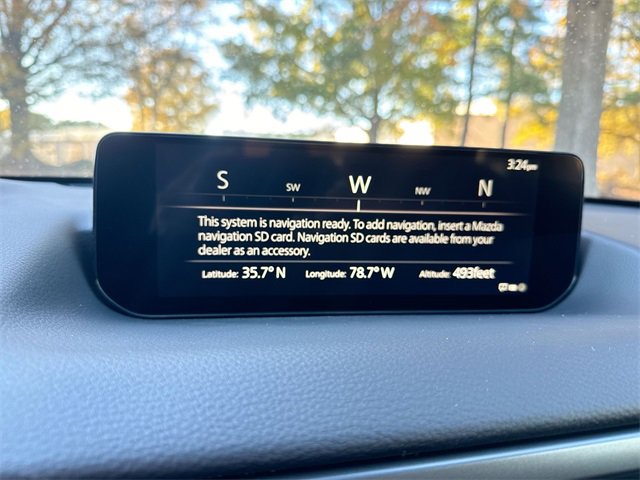 3:24pm
S SW W NW N
This system is navigation ready. To add navigation, insert a Mazda
navigation SD card. Navigation SD cards are available from your
dealer as an accessory.
Latitude: 35.7° N Longitude: 78.7° W Altitude: 493feet